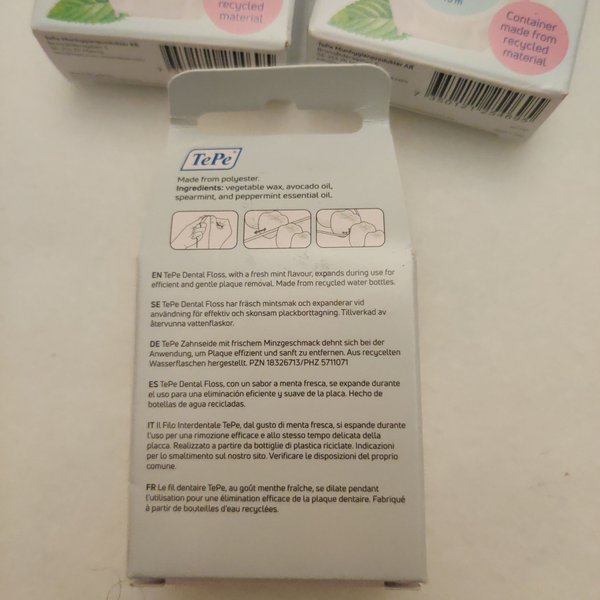 recycled
material
TePe Munhygienprodukter AB
Container
made from
recycled
material
TePe Munhygienprodukter AB
TePe
Made from polyester.
Ingredients: vegetable wax, avocado oil,
spearmint, and peppermint essential oil.
EN TePe Dental Floss, with a fresh mint flavour, expands during use for
efficient and gentle plaque removal. Made from recycled water bottles.
SE TePe Dental Floss har fräsch mintsmak och expanderar vid
användning för effektiv och skonsam plackborttagning. Tillverkad av
återvunna vattenflaskor.
DE TePe Zahnseide mit frischem Minzgeschmack dehnt sich bei der
Anwendung, um Plaque effizient und sanft zu entfernen. Aus recycelten
Wasserflaschen hergestellt. PZN 18326713/PHZ 5711071
ES TePe Dental Floss, con un sabor a menta fresca, se expande durante
el uso para una eliminación eficiente y suave de la placa. Hecho de
botellas de agua recicladas.
IT Il Filo Interdentale TePe, dal gusto di menta fresca, si espande durante
l'uso per una rimozione efficace e allo stesso tempo delicata della
placca. Realizzato a partire da bottiglie di plastica riciclate. Indicazioni
per lo smaltimento sul nostro sito. Verificare le disposizioni del proprio
comune.
FR Le fil dentaire TePe, au goût menthe fraîche, se dilate pendant
l'utilisation pour une élimination efficace de la plaque dentaire. Fabriqué
à partir de bouteilles d'eau recyclées.